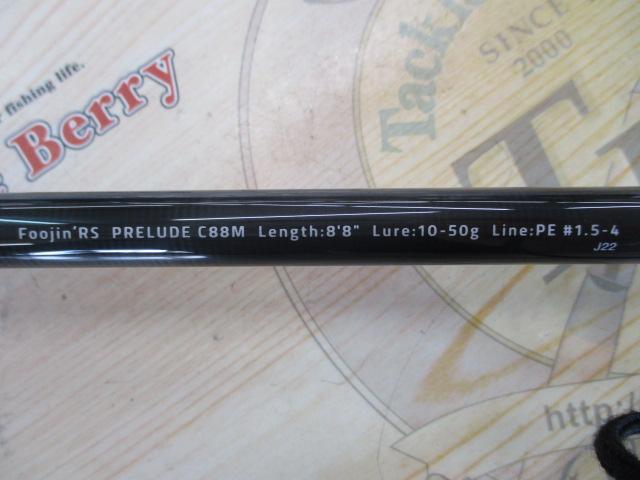 fishing life.
Berry
Tackle
SINCE
2000
Foojin'RS PRELUDE C88M Length:8'8" Lure:10-50g Line:PE #1.5-4
J22
http:/